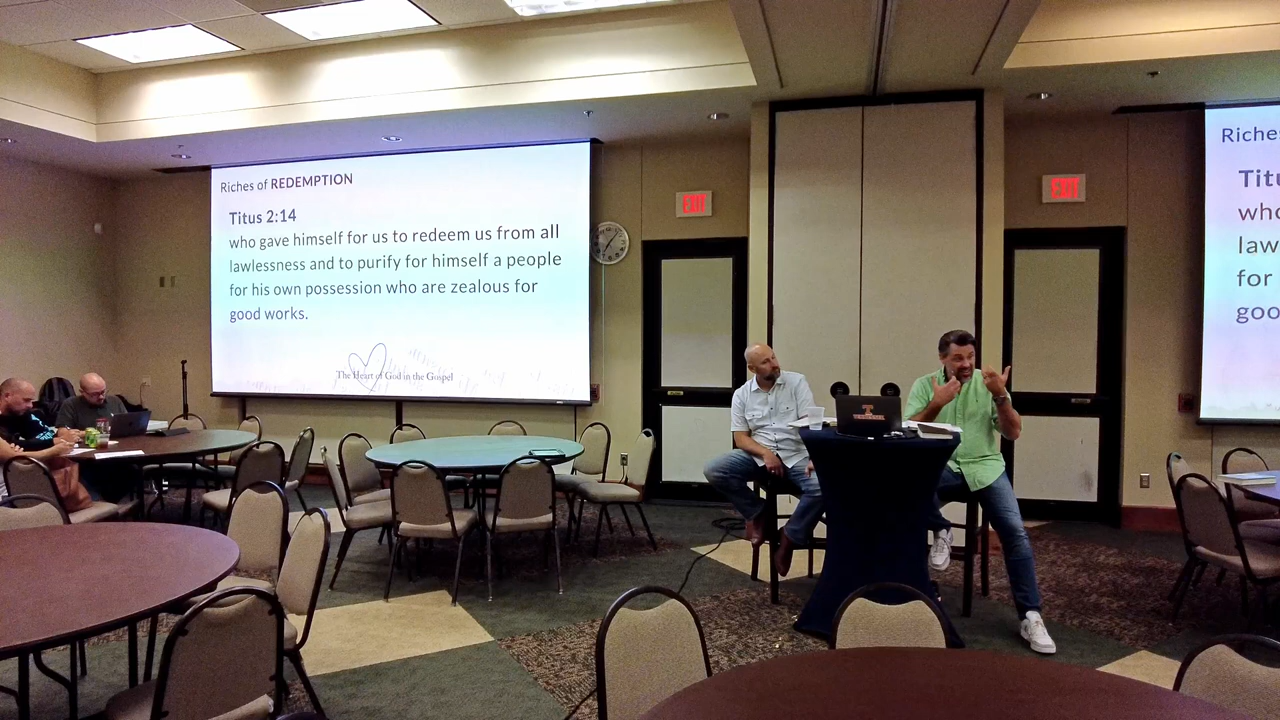 Riches of REDEMPTION
Titus 2:14
who gave himself for us to redeem us from all
lawlessness and to purify for himself a people
for his own possession who are zealous for
good works.
The Heart of God in the Gospel
EXIT
EXIT
T
Riches
Titu
who
law
for
goo